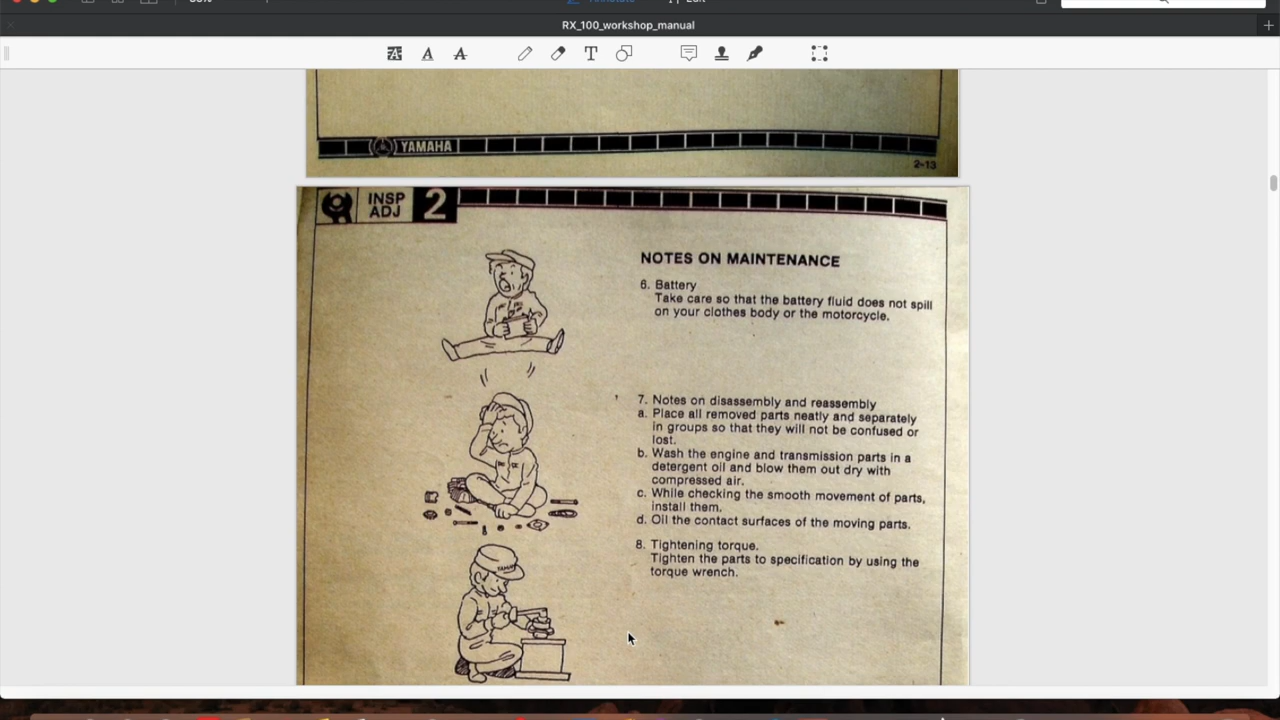 RX_100_workshop_manual
YAMAHA
2-13
INSP
ADJ
2
NOTES ON MAINTENANCE
6. Battery
Take care so that the battery fluid does not spill
on your clothes body or the motorcycle.
7. Notes on disassembly and reassembly
a. Place all removed parts neatly and separately
in groups so that they will not be confused or
lost.
b. Wash the engine and transmission parts in a
detergent oil and blow them out dry with
compressed air.
c. While checking the smooth movement of parts,
install them.
d. Oil the contact surfaces of the moving parts.
8. Tightening torque.
Tighten the parts to specification by using the
torque wrench.